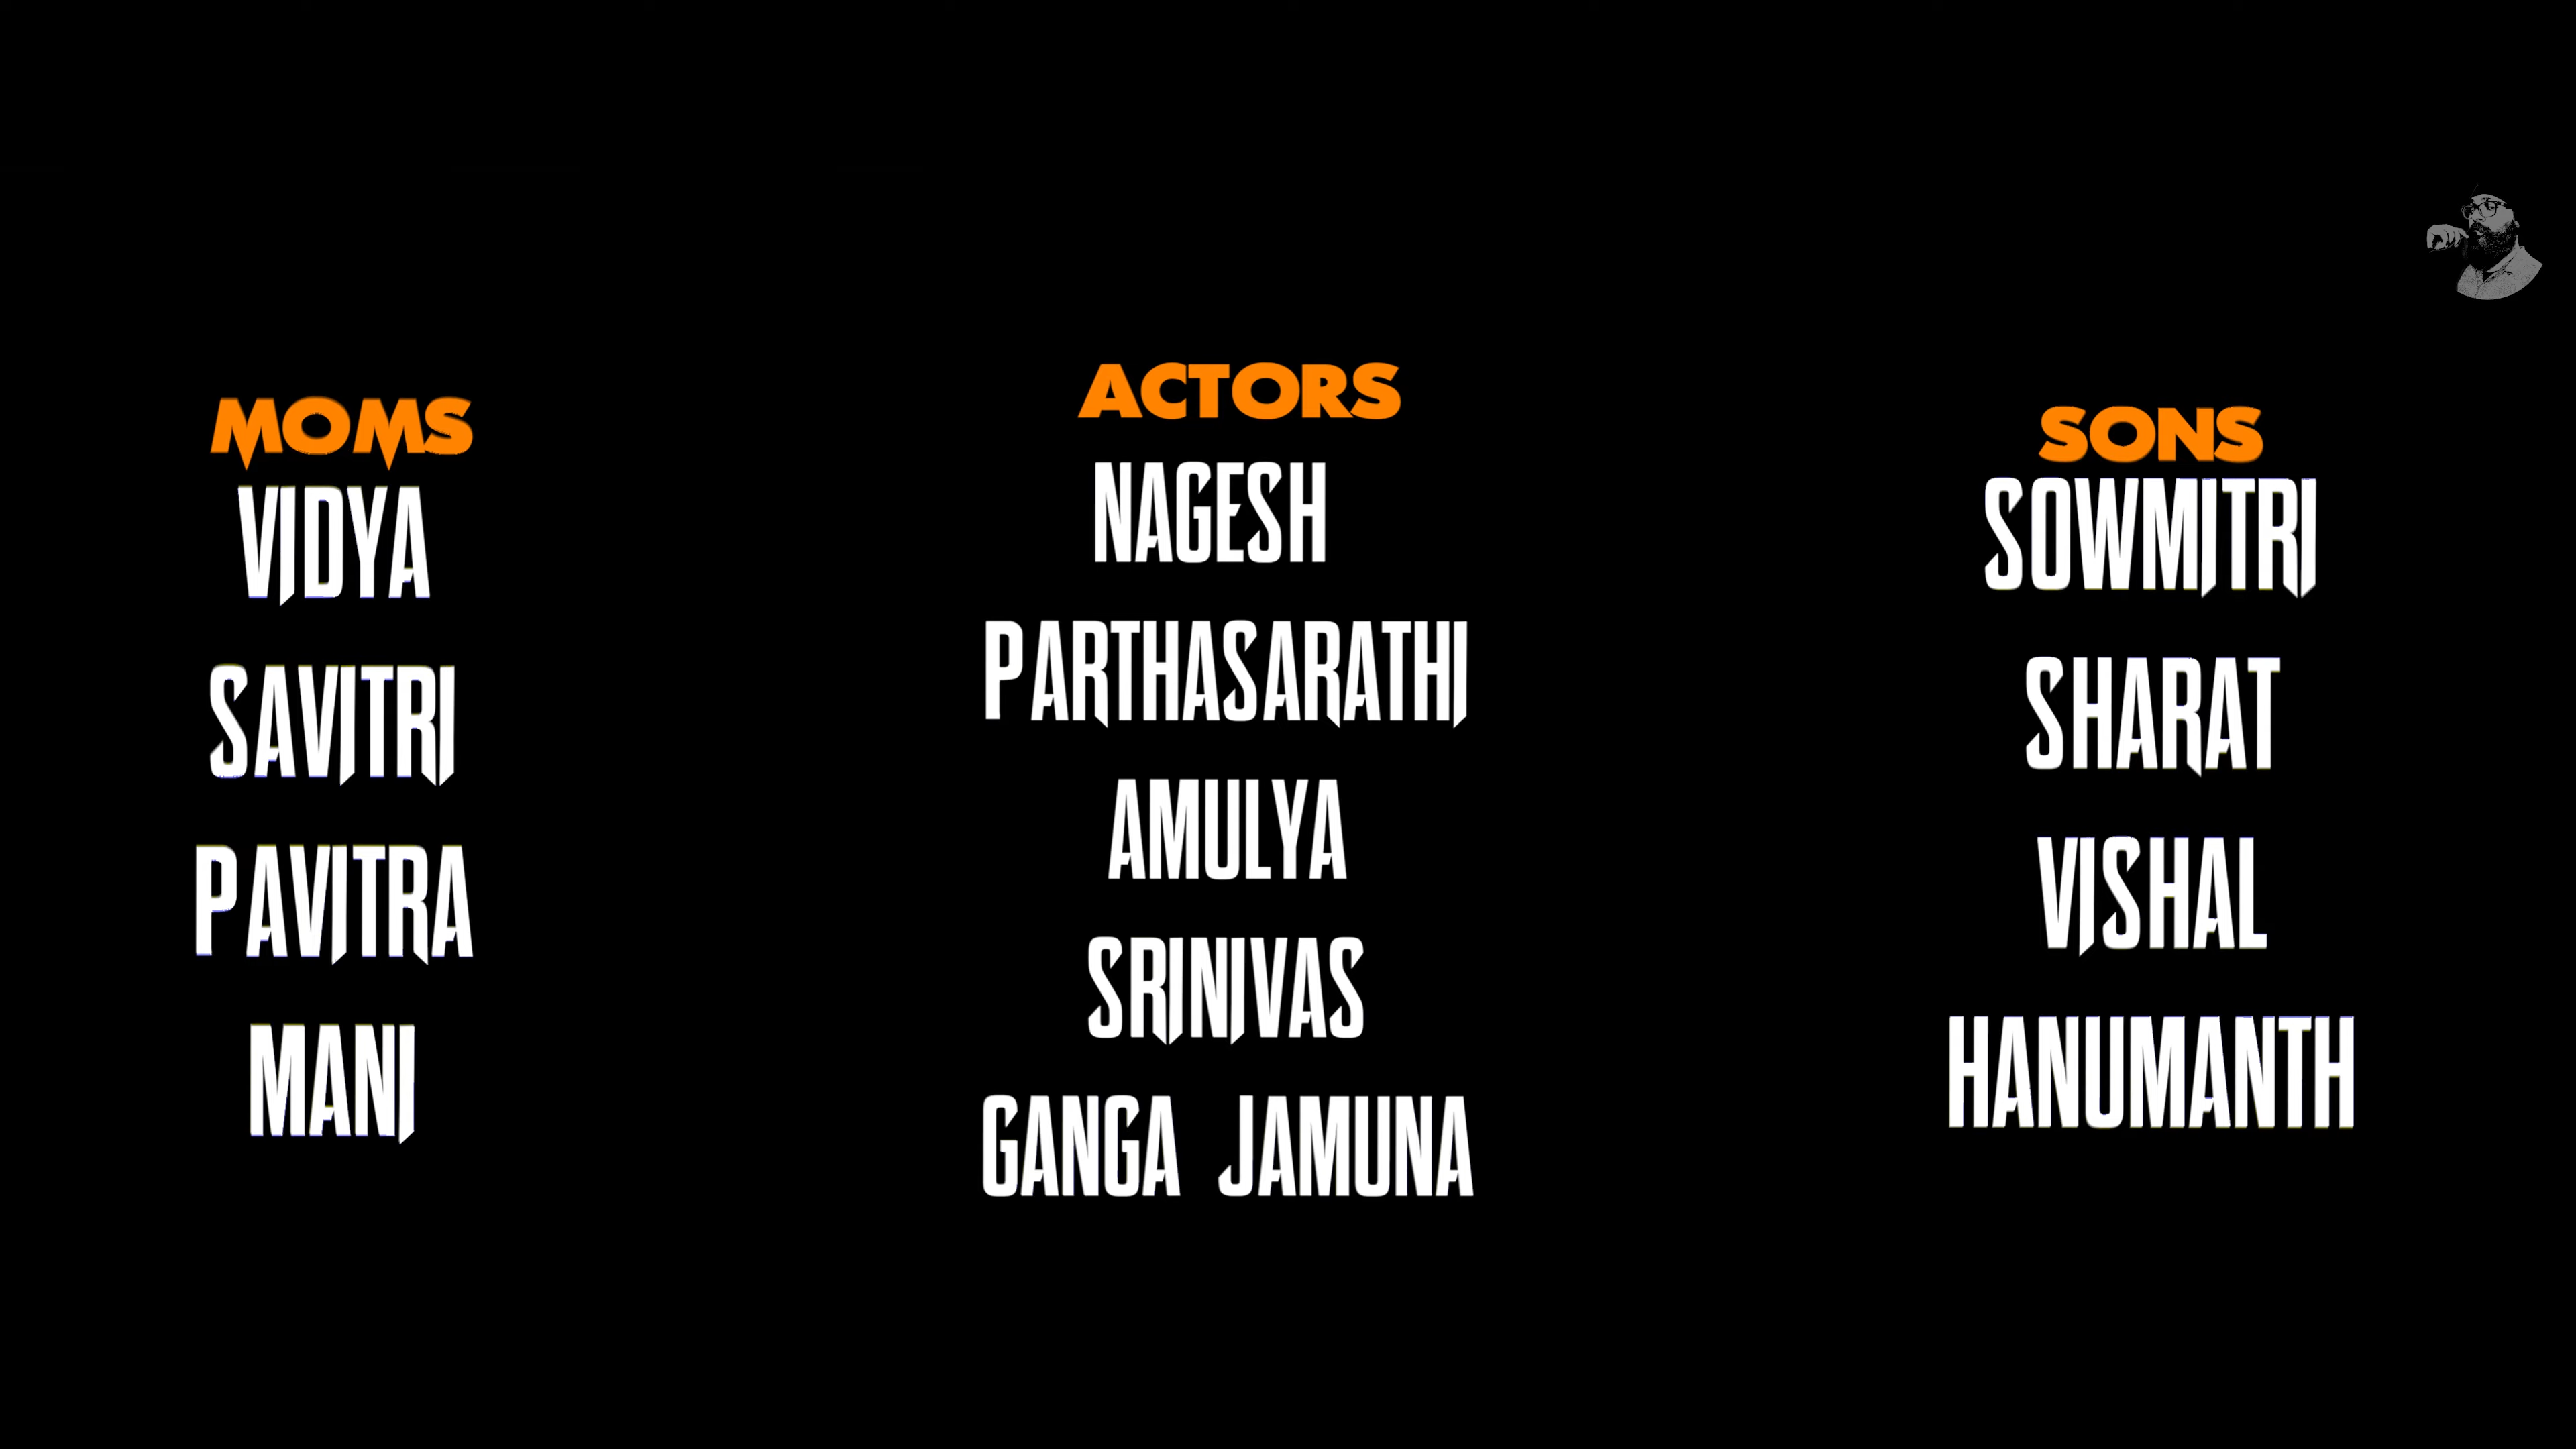 MOMS
VIDYA
SAVITRI
PAVITRA
MANI
ACTORS
NAGESH
PARTHASARATHI
AMULYA
SRINIVAS
GANGA JAMUNA
SONS
SOWMITRI
SHARAT
VISHAL
HANUMANTH